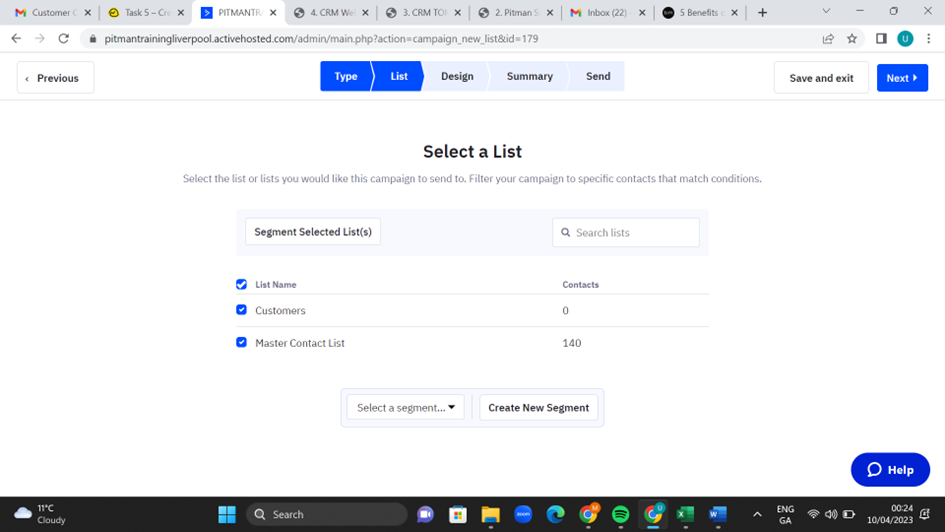 Customer C
Task 5 – Cre
PITMANTRA
4. CRM Wel
3. CRM TO
2. Pitman S
Inbox (22)
5 Benefits c
pitmantrainingliverpool.activehosted.com/admin/main.php?action=campaign_new_list&id=179
U
Previous
Type
List
Design
Summary
Send
Save and exit
Next
Select a List
Select the list or lists you would like this campaign to send to. Filter your campaign to specific contacts that match conditions.
Segment Selected List(s)
Search lists
List Name
Contacts
Customers
0
Master Contact List
140
Select a segment...
Create New Segment
Help
11°C
Cloudy
Search
zoom
ENG
GA
00:24
10/04/2023